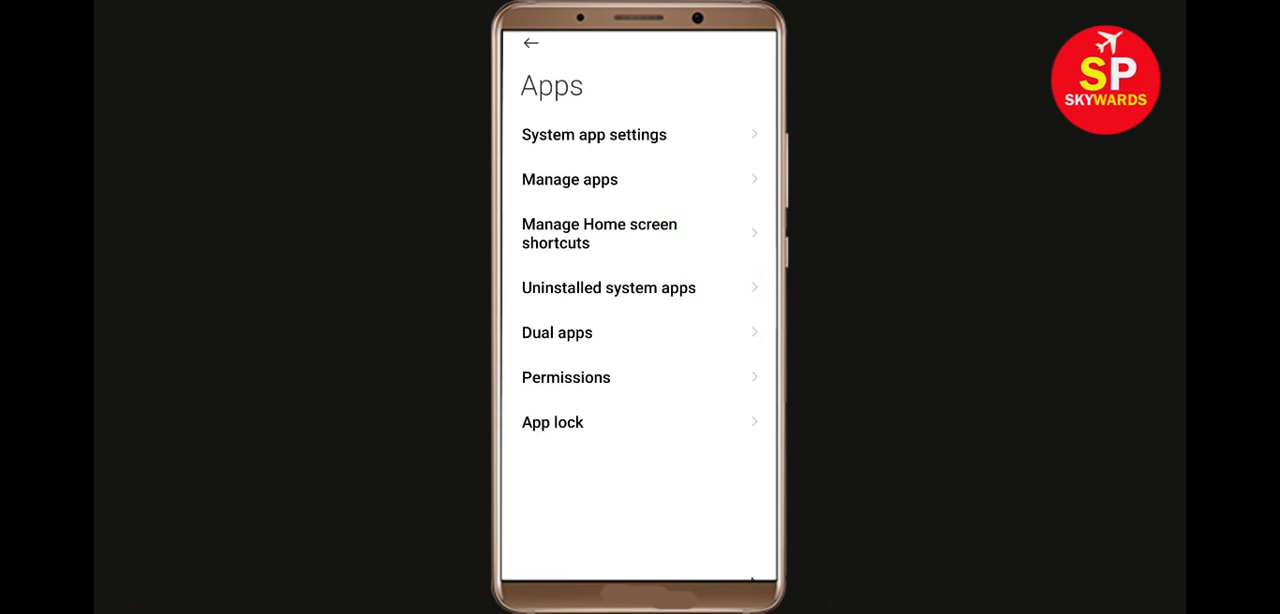 Apps
System app settings
Manage apps
Manage Home screen
shortcuts
Uninstalled system apps
Dual apps
Permissions
App lock
SP
SKYWARDS